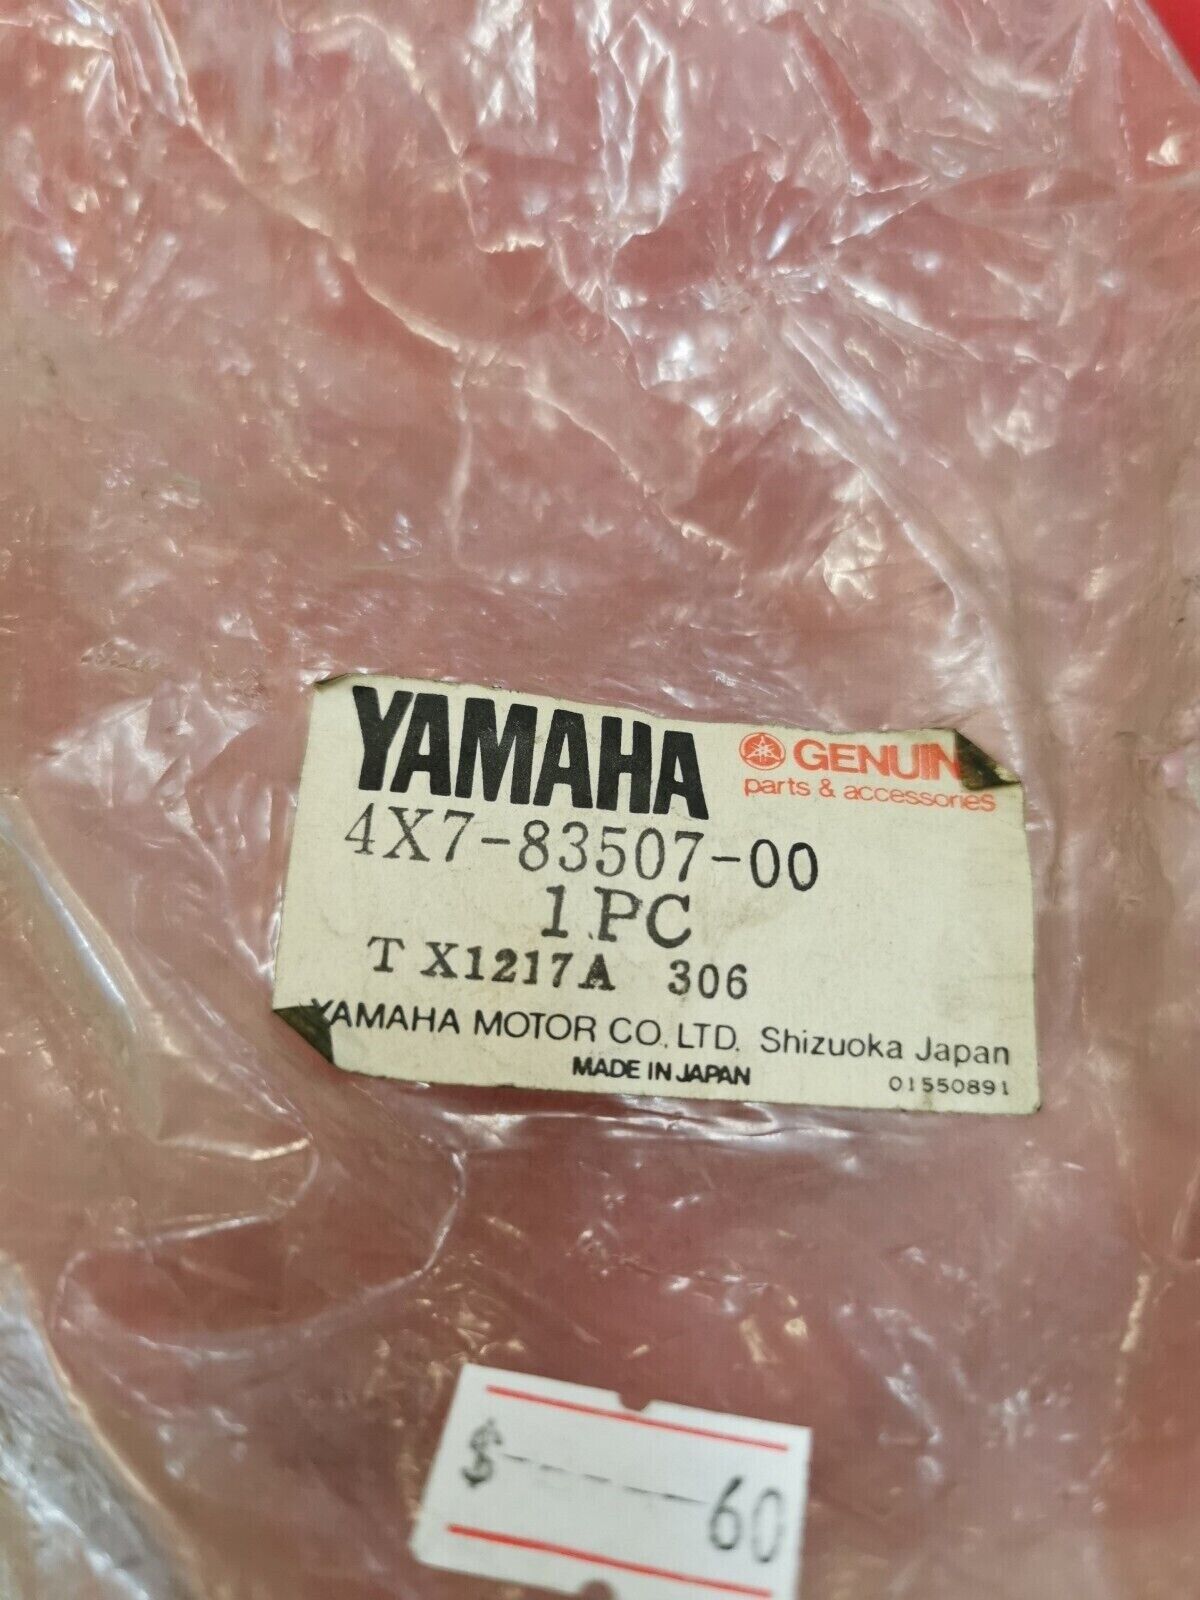 YAMAHA GENUIN
parts & accessories
4X7-83507-00
1 PC
T X1217A 306
YAMAHA MOTOR CO., LTD. Shizuoka Japan
MADE IN JAPAN 01550891
$-----60